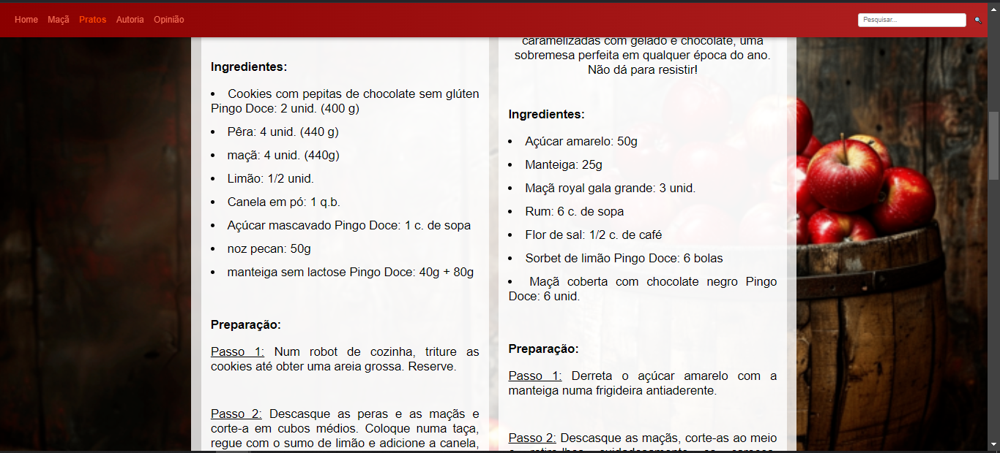 Home Maçã Pratos Autoria Opinião
Pesquisar...
Ingredientes:
• Cookies com pepitas de chocolate sem glúten
Pingo Doce: 2 unid. (400 g)
• Pêra: 4 unid. (440 g)
• maçã: 4 unid. (440g)
• Limão: 1/2 unid.
• Canela em pó: 1 q.b.
• Açúcar mascavado Pingo Doce: 1 c. de sopa
• noz pecan: 50g
• manteiga sem lactose Pingo Doce: 40g + 80g
Preparação:
Passo 1: Num robot de cozinha, triture as
cookies até obter uma areia grossa. Reserve.
Passo 2: Descasque as peras e as maçãs e
corte-a em cubos médios. Coloque numa taça,
regue com o sumo de limão e adicione a canela,
caramelizadas com gelado e chocolate, uma
sobremesa perfeita em qualquer época do ano.
Não dá para resistir!
Ingredientes:
• Açúcar amarelo: 50g
• Manteiga: 25g
• Maçã royal gala grande: 3 unid.
• Rum: 6 c. de sopa
• Flor de sal: 1/2 c. de café
• Sorbet de limão Pingo Doce: 6 bolas
• Maçã coberta com chocolate negro Pingo
Doce: 6 unid.
Preparação:
Passo 1: Derreta o açúcar amarelo com a
manteiga numa frigideira antiaderente.
Passo 2: Descasque as maçãs, corte-as ao meio